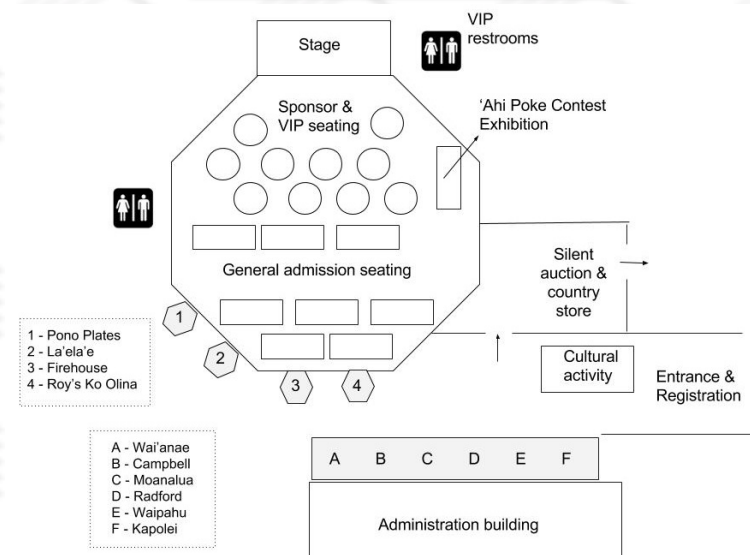 Stage
VIP
restrooms
Sponsor &
VIP seating
‘Ahi Poke Contest
Exhibition
General admission seating
Silent
auction &
country
store
1
2
3
4
1 - Pono Plates
2 - La’ela’e
3 - Firehouse
4 - Roy’s Ko Olina
Cultural
activity
Entrance &
Registration
A - Wai’anae
B - Campbell
C - Moanalua
D - Radford
E - Waipahu
F - Kapolei
A B C D E F
Administration building